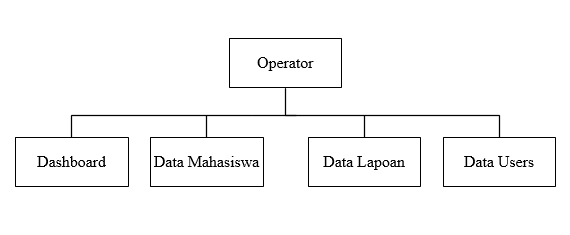 Operator
Dashboard
Data Mahasiswa
Data Lapoan
Data Users